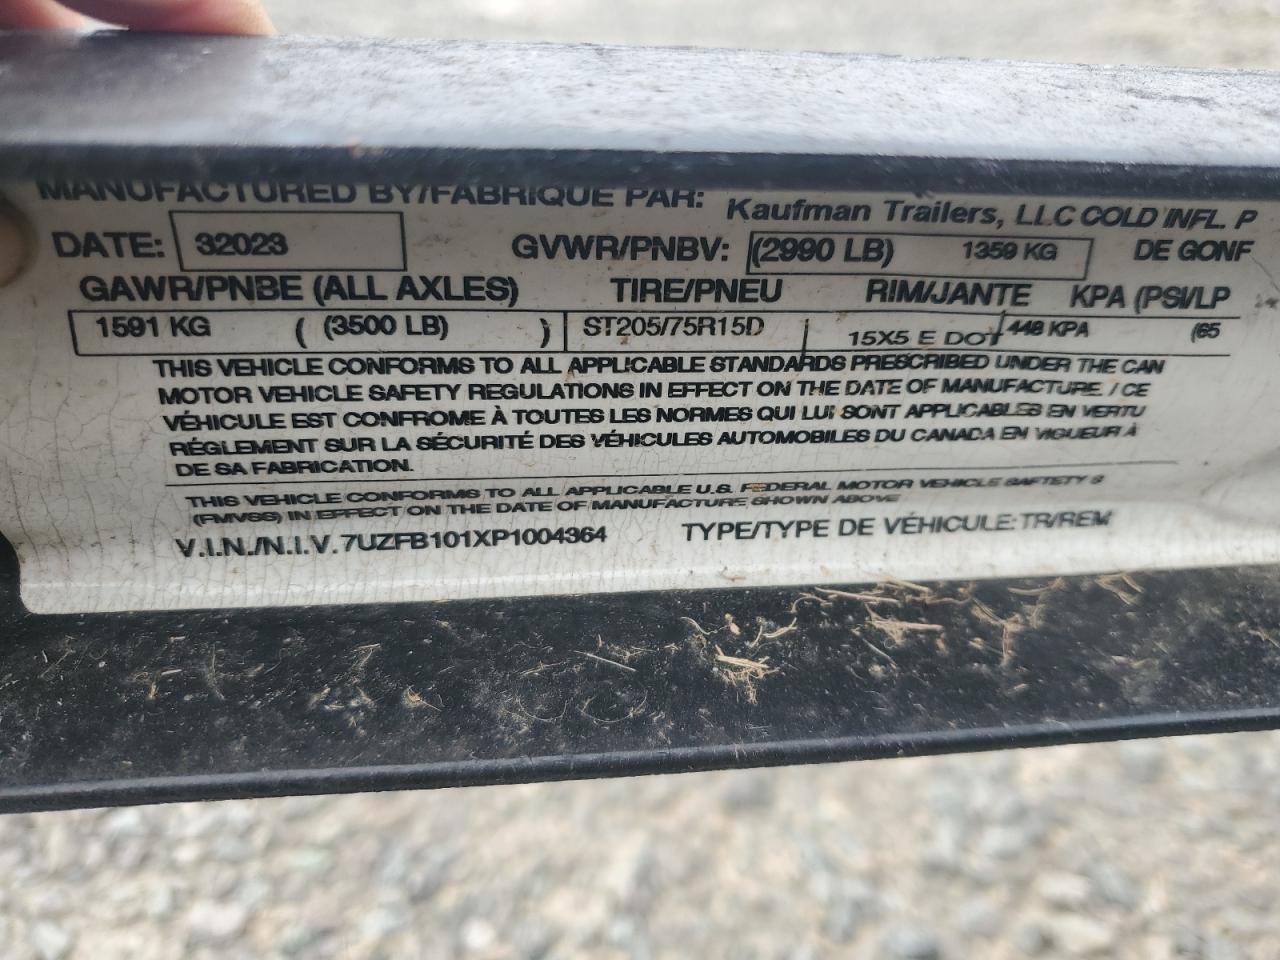 MANUFACTURED BY/FABRIQUE PAR: Kaufman Trailers, LLC COLD INFL. P
DATE: 32023 GVWR/PNBV: (2990 LB) 1359 KG DE GONF
GAWR/PNBE (ALL AXLES) TIRE/PNEU RIM/JANTE KPA (PSI/LP
1591 KG ( (3500 LB) ) ST205/75R15D 15X5 E DOT 448 KPA (65
THIS VEHICLE CONFORMS TO ALL APPLICABLE STANDARDS PRESCRIBED UNDER THE CAN
MOTOR VEHICLE SAFETY REGULATIONS IN EFFECT ON THE DATE OF MANUFACTURE. / CE
VÉHICULE EST CONFROME À TOUTES LES NORMES QUI LUI SONT APPLICABLES EN VERTU
RÉGLEMENT SUR LA SÉCURITÉ DES VÉHICULES AUTOMOBILES DU CANADA EN VIGUEUR À
DE SA FABRICATION.
THIS VEHICLE CONFORMS TO ALL APPLICABLE U.S. FEDERAL MOTOR VEHICLE SAFTETY S
(FMVSS) IN EFFECT ON THE DATE OF MANUFACTURE SHOWN ABOVE
V.I.N./N.I.V. 7UZFB101XP1004364 TYPE/TYPE DE VÉHICULE: TR/REM